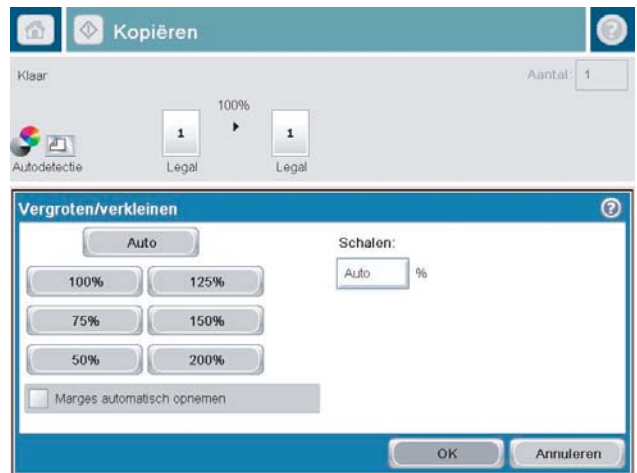 Kopiëren
Klaar
Aantal: 1
100%
1 1
Autodetectie Legal Legal
Vergroten/verkleinen
Auto Schalen:
Auto %
100% 125%
75% 150%
50% 200%
Marges automatisch opnemen
OK Annuleren